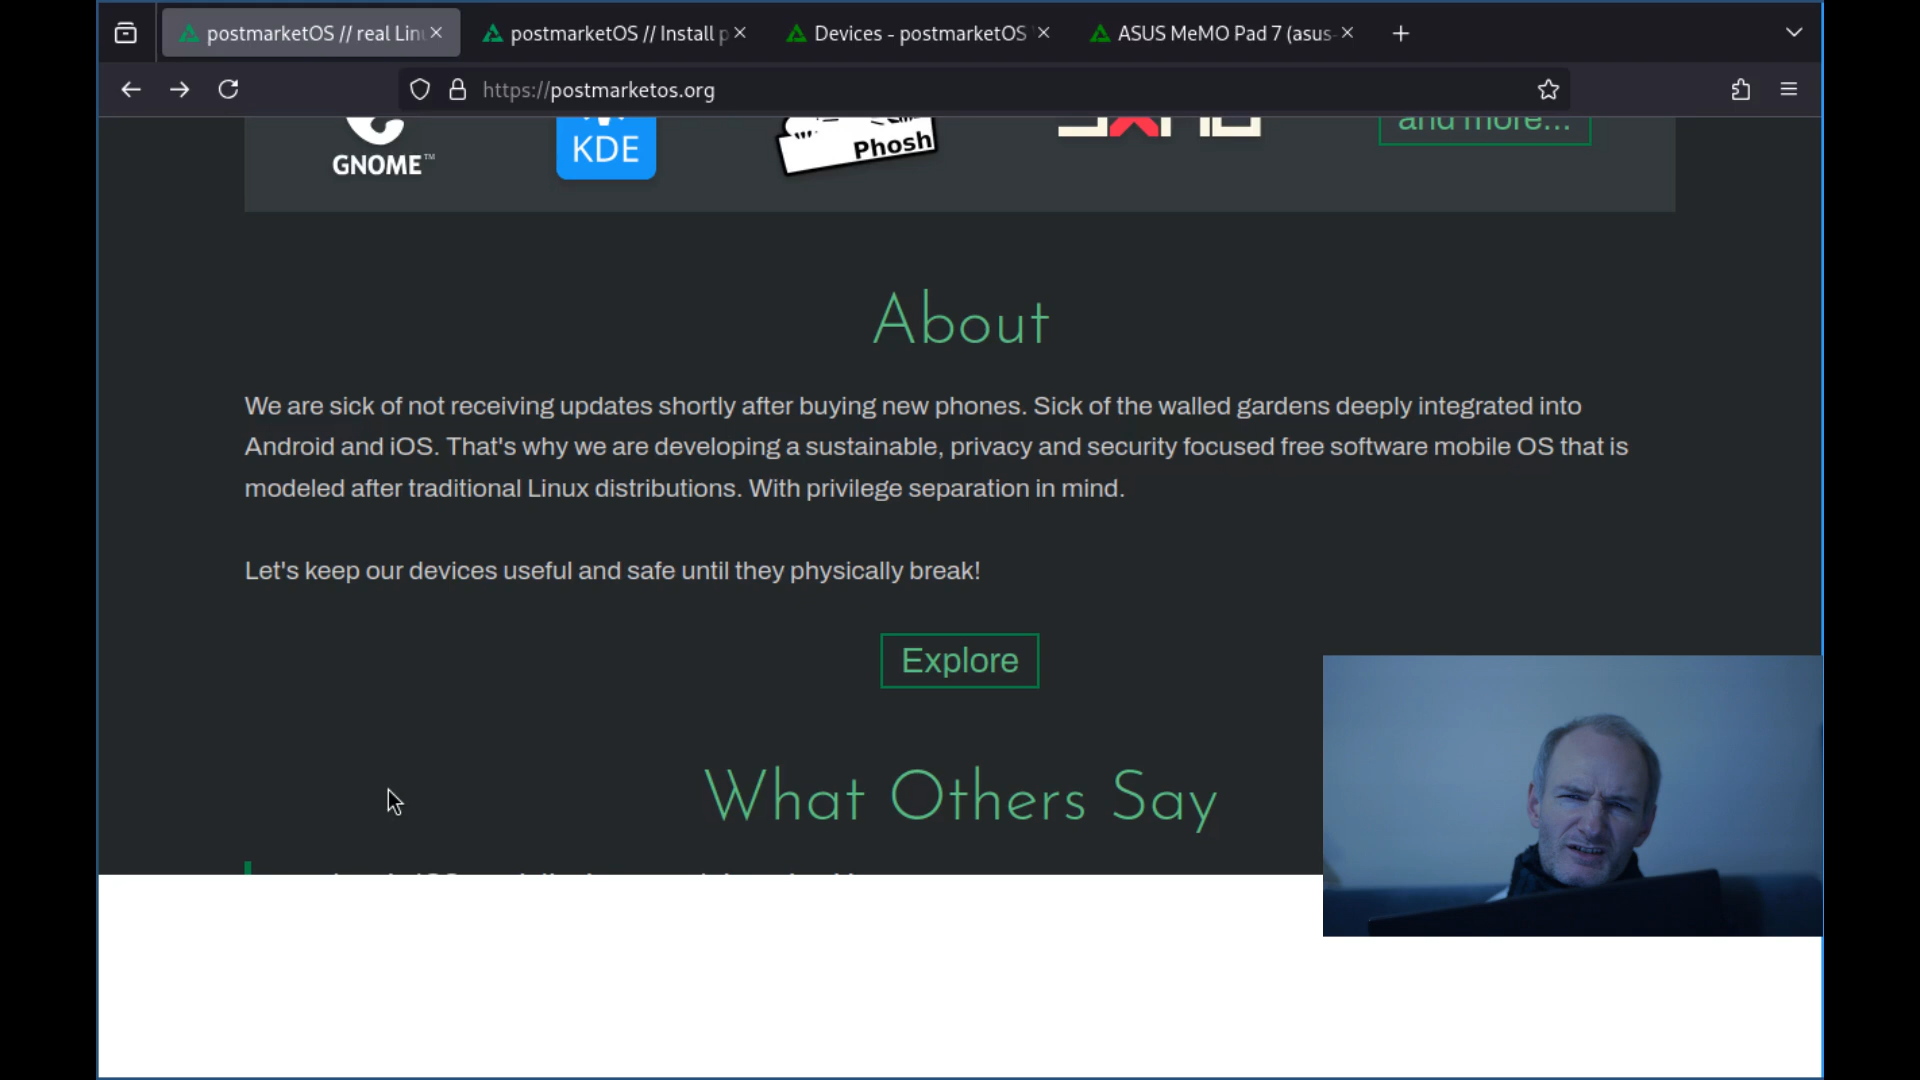 postmarketOS // real Lin
postmarketOS // Install p
Devices - postmarketOS
ASUS MeMO Pad 7 (asus-
https://postmarketos.org
GNOME™
KDE
Phosh
and more...
About
We are sick of not receiving updates shortly after buying new phones. Sick of the walled gardens deeply integrated into
Android and iOS. That's why we are developing a sustainable, privacy and security focused free software mobile OS that is
modeled after traditional Linux distributions. With privilege separation in mind.
Let's keep our devices useful and safe until they physically break!
Explore
What Others Say